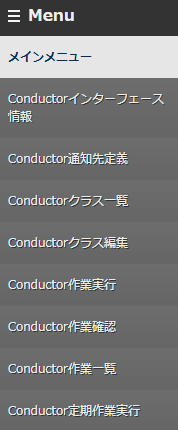 Menu
メインメニュー
Conductorインターフェース
情報
Conductor通知先定義
Conductorクラス一覧
Conductorクラス編集
Conductor作業実行
Conductor作業確認
Conductor作業一覧
Conductor定期作業実行